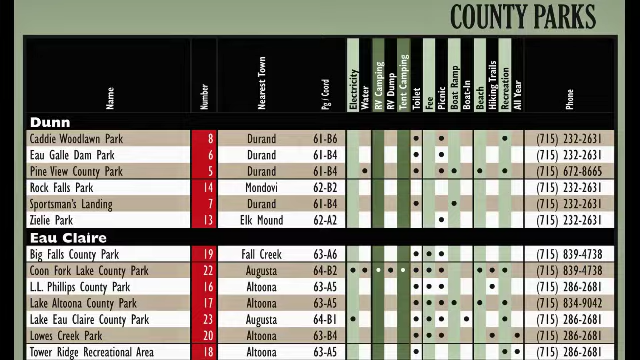 COUNTY PARKS
Name Number Nearest Town Pg / Coord Electricity Water RV Camping RV Dump Tent Camping Toilet Fee Picnic Boat Ramp Boat-In Beach Hiking Trails Recreation All Year Phone
Dunn
Caddie Woodlawn Park 8 Durand 61-B6 (715) 232-2631
Eau Galle Dam Park 6 Durand 61-B4 (715) 232-2631
Pine View County Park 5 Durand 61-B4 (715) 672-8665
Rock Falls Park 14 Mondovi 62-B2 (715) 232-2631
Sportsman's Landing 7 Durand 61-B4 (715) 232-2631
Zielie Park 13 Elk Mound 62-A2 (715) 232-2631
Eau Claire
Big Falls County Park 19 Fall Creek 63-A6 (715) 839-4738
Coon Fork Lake County Park 22 Augusta 64-B2 (715) 839-4738
L.L. Phillips County Park 16 Altoona 63-A5 (715) 286-2681
Lake Altoona County Park 17 Altoona 63-A5 (715) 834-9042
Lake Eau Claire County Park 23 Augusta 64-B1 (715) 286-2681
Lowes Creek Park 20 Altoona 63-B4 (715) 286-2681
Tower Ridge Recreational Area 18 Altoona 63-A5 (715) 286-2681